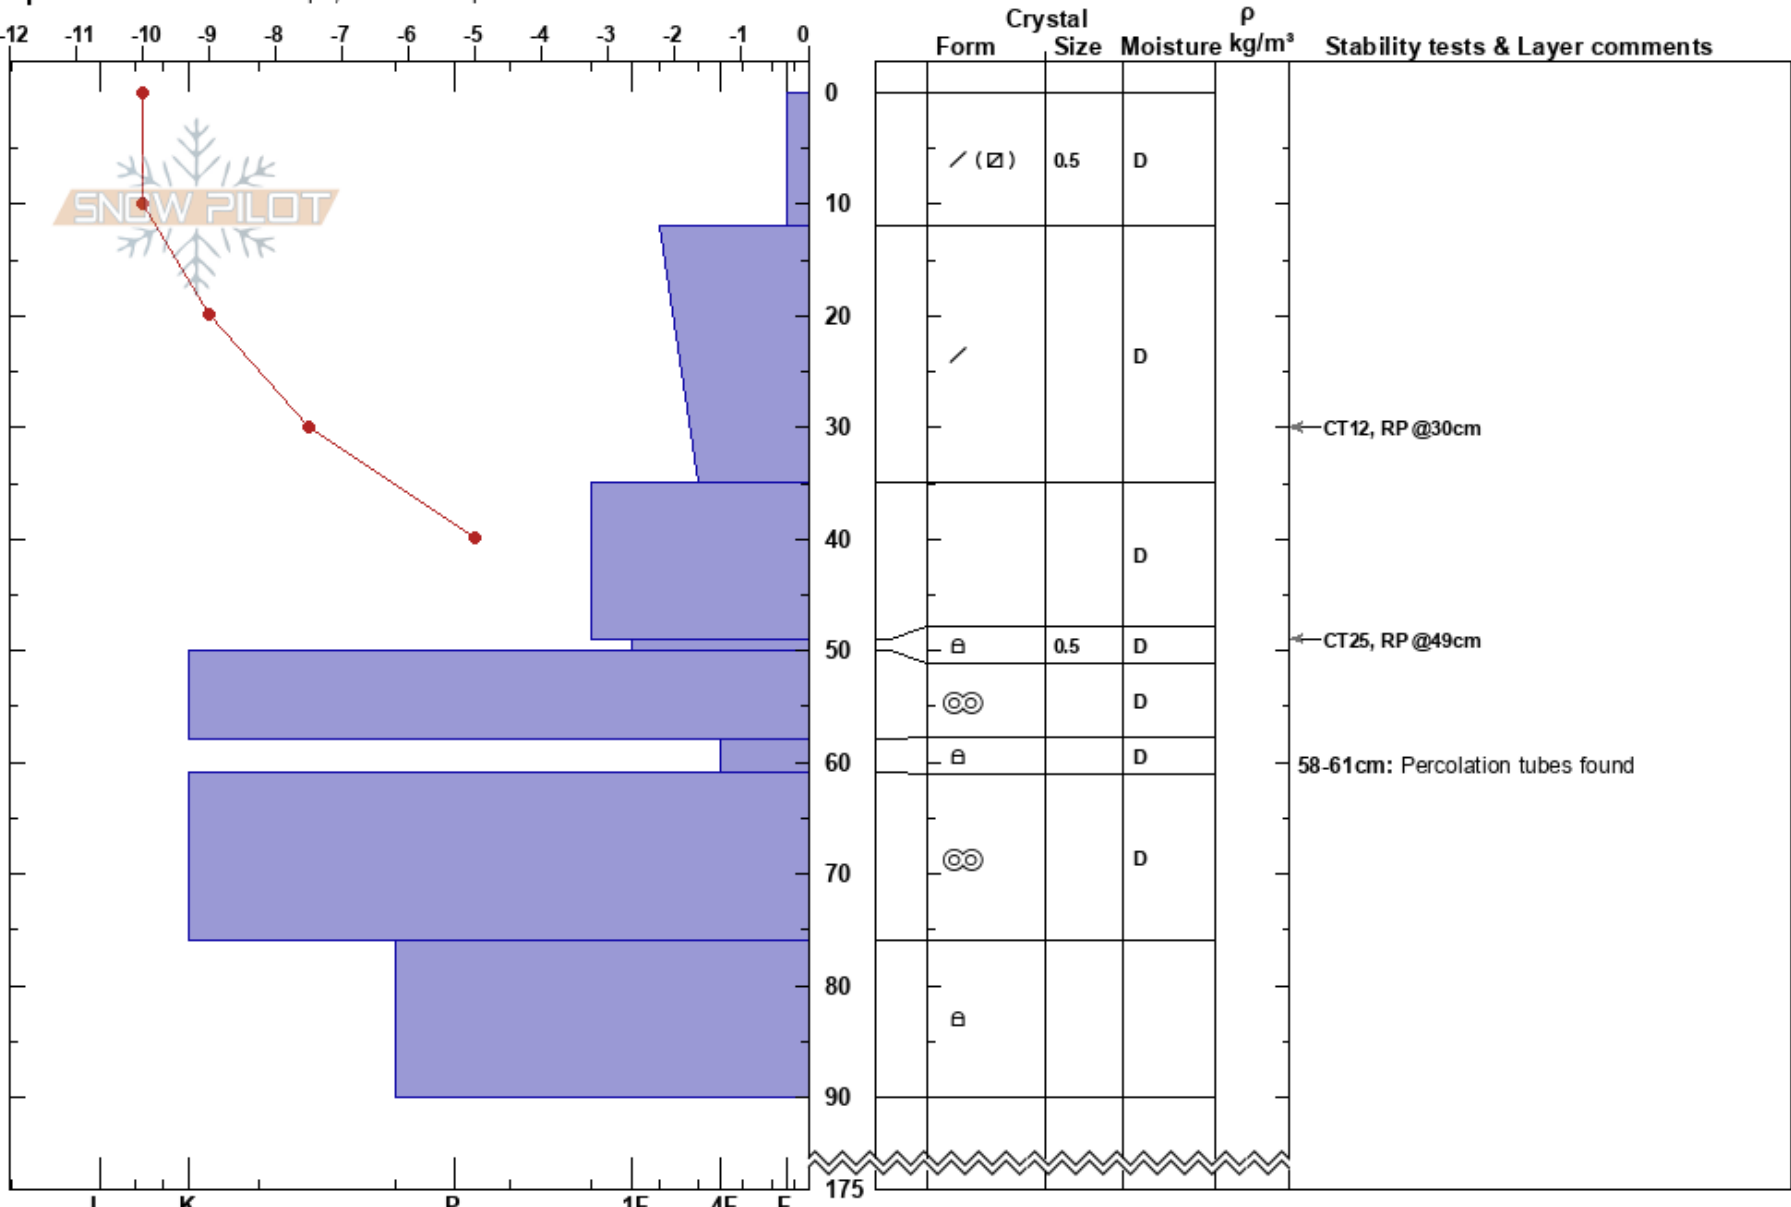 Crystal ρ
-12 -11 -10 -9 -8 -7 -6 -5 -4 -3 -2 -1 0 Form Size Moisture kg/m³ Stability tests & Layer comments
0
/ (☑) 0.5 D
SNOW PILOT
10
20
/ D
30 CT12, RP @30cm
40
D
50 0.5 D CT25, RP @49cm
D
60 D 58-61cm: Percolation tubes found
70 D
80
90
175
I K P 1F 4F F